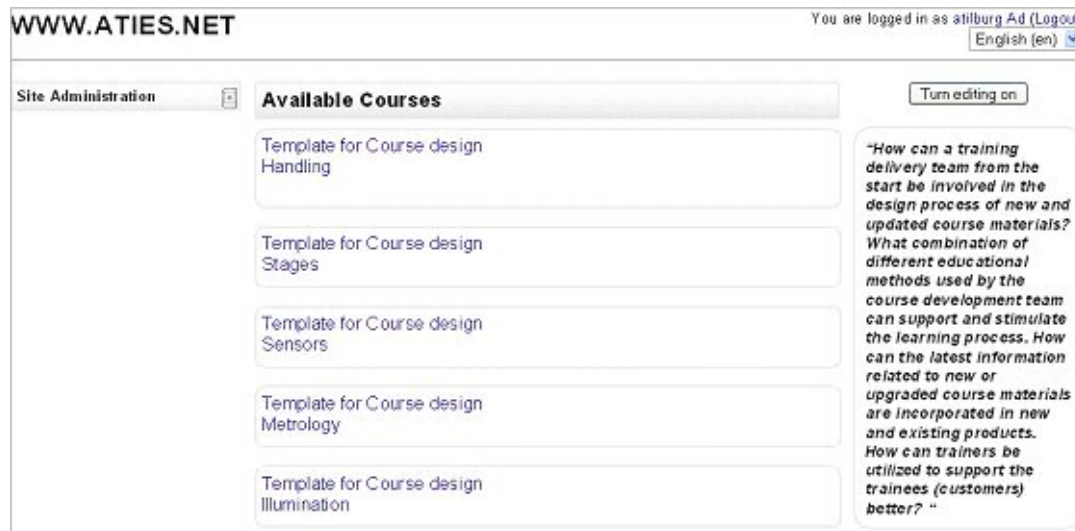 WWW.ATIES.NET
You are logged in as atilburg Ad (Logout
English (en)
Site Administration
Available Courses
Template for Course design
Handling
Template for Course design
Stages
Template for Course design
Sensors
Template for Course design
Metrology
Template for Course design
Illumination
Turn editing on
"How can a training
delivery team from the
start be involved in the
design process of new and
updated course materials?
What combination of
different educational
methods used by the
course development team
can support and stimulate
the learning process. How
can the latest information
related to new or
upgraded course materials
are incorporated in new
and existing products.
How can trainers be
utilized to support the
trainees (customers)
better? "